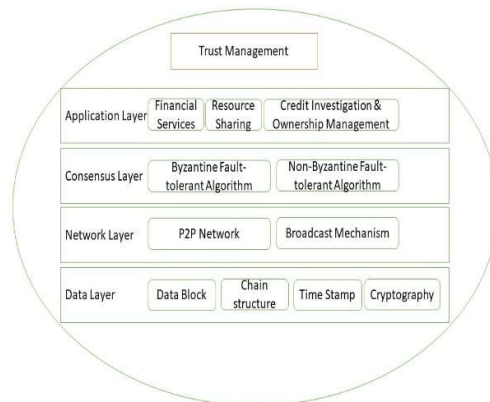 Trust Management
Application Layer
Financial
Services
Resource
Sharing
Credit Investigation &
Ownership Management
Consensus Layer
Byzantine Fault-
tolerant Algorithm
Non-Byzantine Fault-
tolerant Algorithm
Network Layer
P2P Network
Broadcast Mechanism
Data Layer
Data Block
Chain
structure
Time Stamp
Cryptography